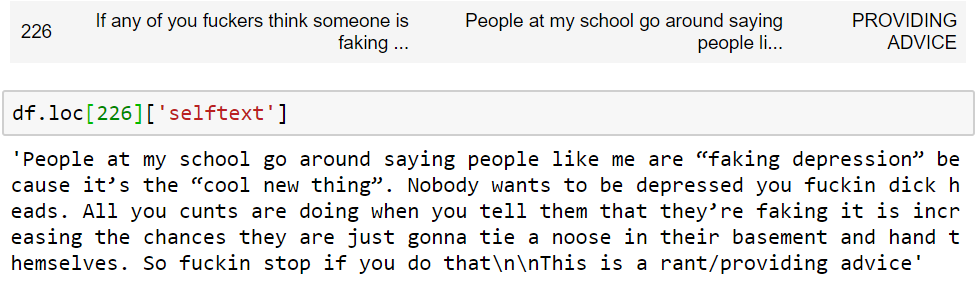 226 If any of you fuckers think someone is faking ... People at my school go around saying people li... PROVIDING ADVICE
df.loc[226]['selftext']
'People at my school go around saying people like me are “faking depression” be
cause it’s the “cool new thing”. Nobody wants to be depressed you fuckin dick h
eads. All you cunts are doing when you tell them that they’re faking it is incr
easing the chances they are just gonna tie a noose in their basement and hand t
hemselves. So fuckin stop if you do that\n\nThis is a rant/providing advice'